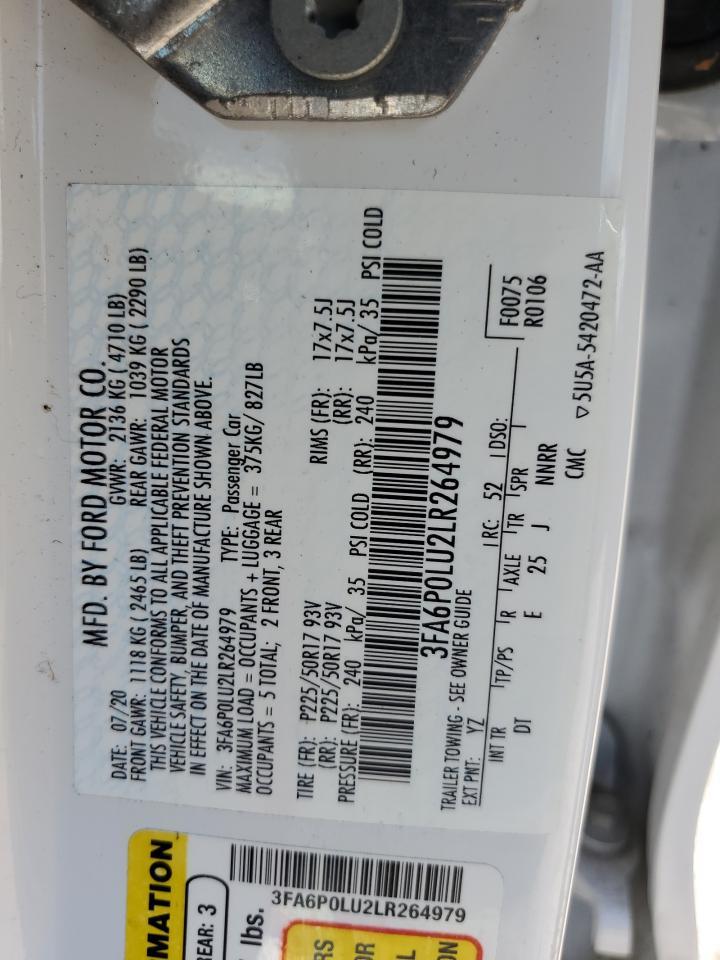 MFD. BY FORD MOTOR CO.
DATE: 07/20 GVWR: 2136 KG ( 4710 LB)
FRONT GAWR: 1118 KG ( 2465 LB) REAR GAWR: 1039 KG ( 2290 LB)
THIS VEHICLE CONFORMS TO ALL APPLICABLE FEDERAL MOTOR
VEHICLE SAFETY, BUMPER, AND THEFT PREVENTION STANDARDS
IN EFFECT ON THE DATE OF MANUFACTURE SHOWN ABOVE.
VIN: 3FA6P0LU2LR264979 TYPE: Passenger Car
MAXIMUM LOAD = OCCUPANTS + LUGGAGE = 375KG/ 827LB
OCCUPANTS = 5 TOTAL; 2 FRONT, 3 REAR
TIRE (FR): P225/50R17 93V RIMS (FR): 17x7.5J
(RR): P225/50R17 93V (RR): 17x7.5J
PRESSURE (FR): 240 kPa/ 35 PSI COLD (RR): 240 kPa/ 35 PSI COLD
3FA6P0LU2LR264979
TRAILER TOWING - SEE OWNER GUIDE
EXT PNT: YZ RC: 52 DSO: F0075
R0106
INT TR TP/PS R AXLE TR SPR
DT E 25 J NNRR
CMC
▽5U5A-5420472-AA
MATION
REAR: 3
3FA6P0LU2LR264979
lbs.